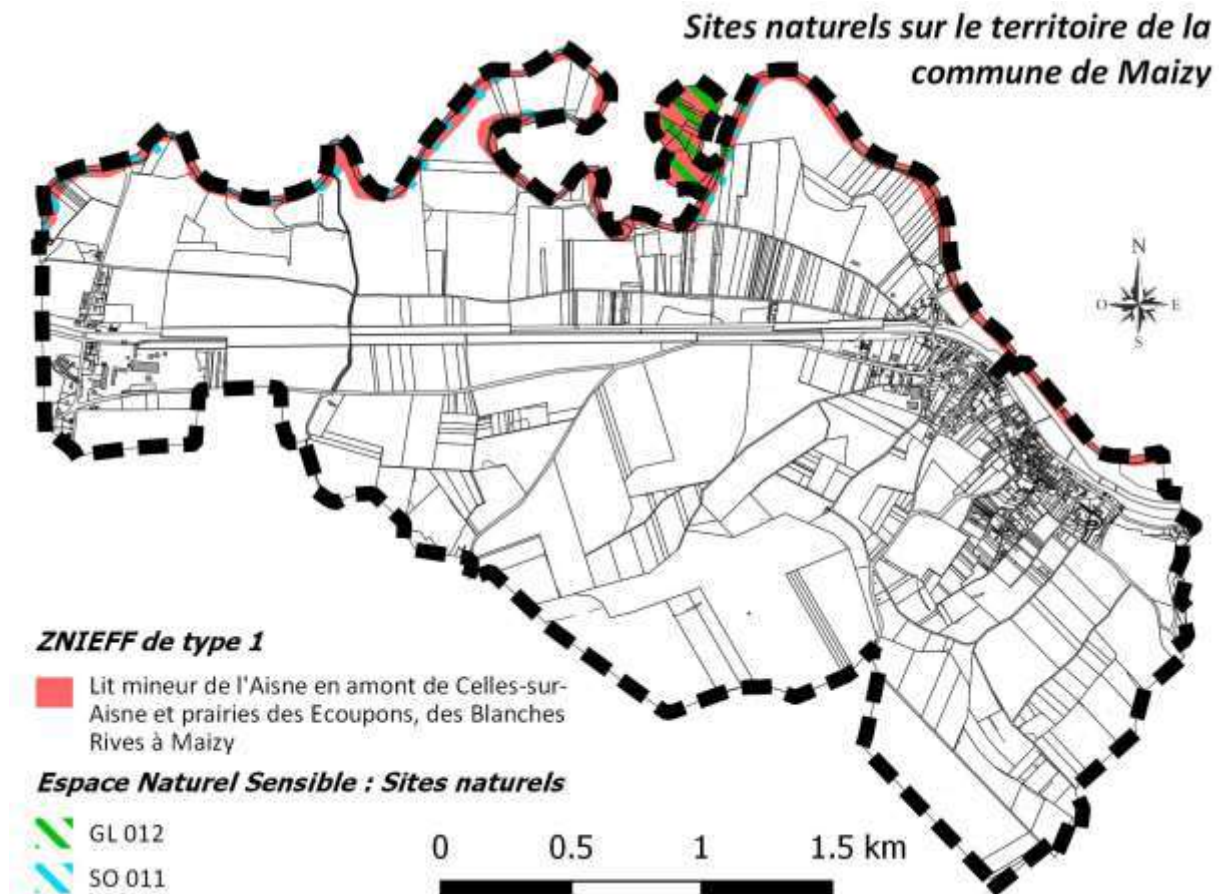 Sites naturels sur le territoire de la
commune de Maizy
N
O
E
S
ZNIEFF de type 1
Lit mineur de l'Aisne en amont de Celles-sur-
Aisne et prairies des Ecoupons, des Blanches
Rives à Maizy
Espace Naturel Sensible : Sites naturels
GL 012
SO 011
0 0.5 1 1.5 km